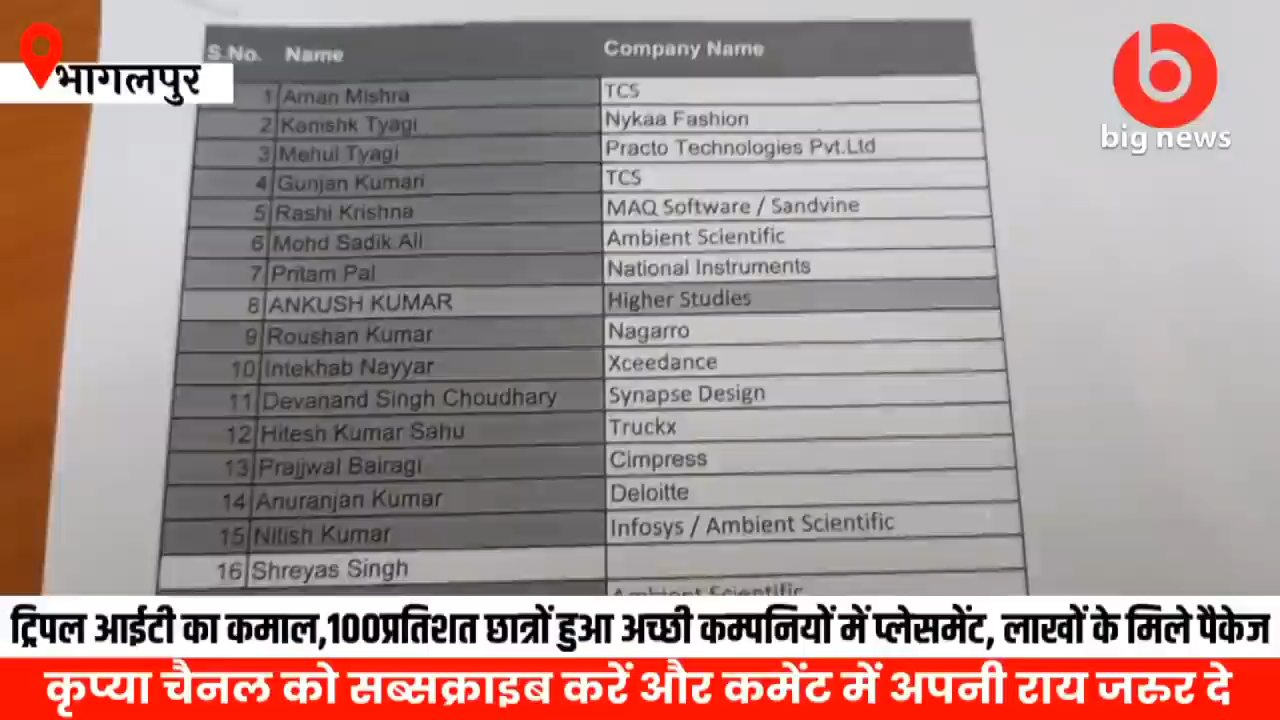 भागलपुर
big news
S.No. Name Company Name
1 Aman Mishra TCS
2 Kanishk Tyagi Nykaa Fashion
3 Mehul Tyagi Practo Technologies Pvt.Ltd
4 Gunjan Kumari TCS
5 Rashi Krishna MAQ Software / Sandvine
6 Mohd Sadik Ali Ambient Scientific
7 Pritam Pal National Instruments
8 ANKUSH KUMAR Higher Studies
9 Roushan Kumar Nagarro
10 Intekhab Nayyar Xceedance
11 Devanand Singh Choudhary Synapse Design
12 Hitesh Kumar Sahu Truckx
13 Prajjwal Bairagi Cimpress
14 Anuranjan Kumar Deloitte
15 Nitish Kumar Infosys / Ambient Scientific
16 Shreyas Singh
Ambient Scientific
ट्रिपल आईटी का कमाल,100प्रतिशत छात्रों हुआ अच्छी कम्पनियों में प्लेसमेंट, लाखों के मिले पैकेज
कृप्या चैनल को सब्सक्राइब करें और कमेंट में अपनी राय जरुर दे